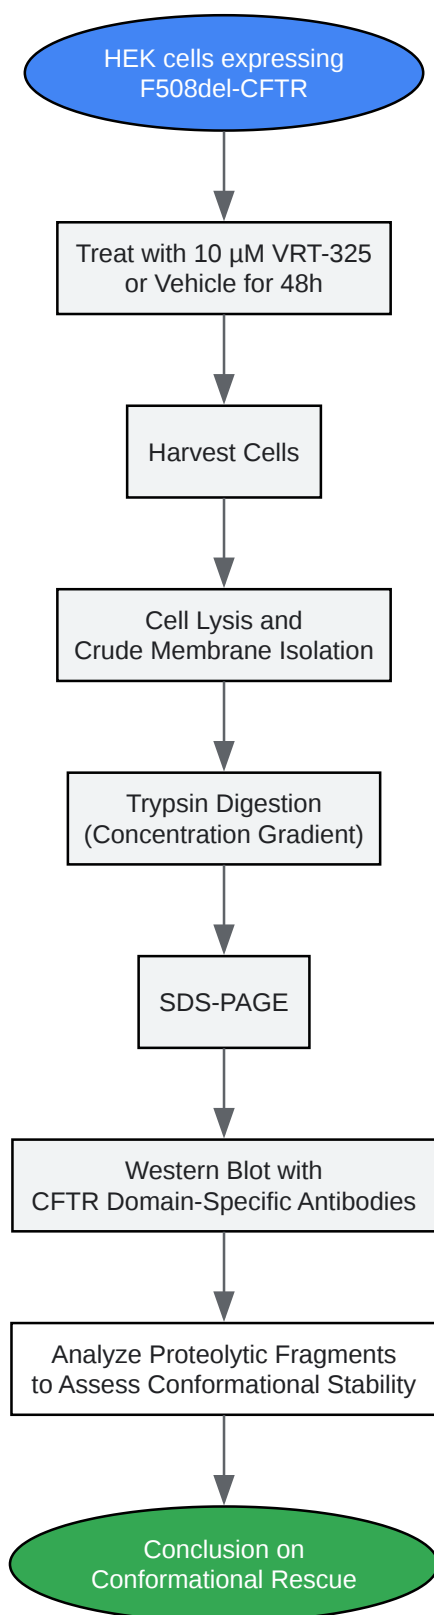 HEK cells expressing
F508del-CFTR
Treat with 10 µM VRT-325
or Vehicle for 48h
Harvest Cells
Cell Lysis and
Crude Membrane Isolation
Trypsin Digestion
(Concentration Gradient)
SDS-PAGE
Western Blot with
CFTR Domain-Specific Antibodies
Analyze Proteolytic Fragments
to Assess Conformational Stability
Conclusion on
Conformational Rescue